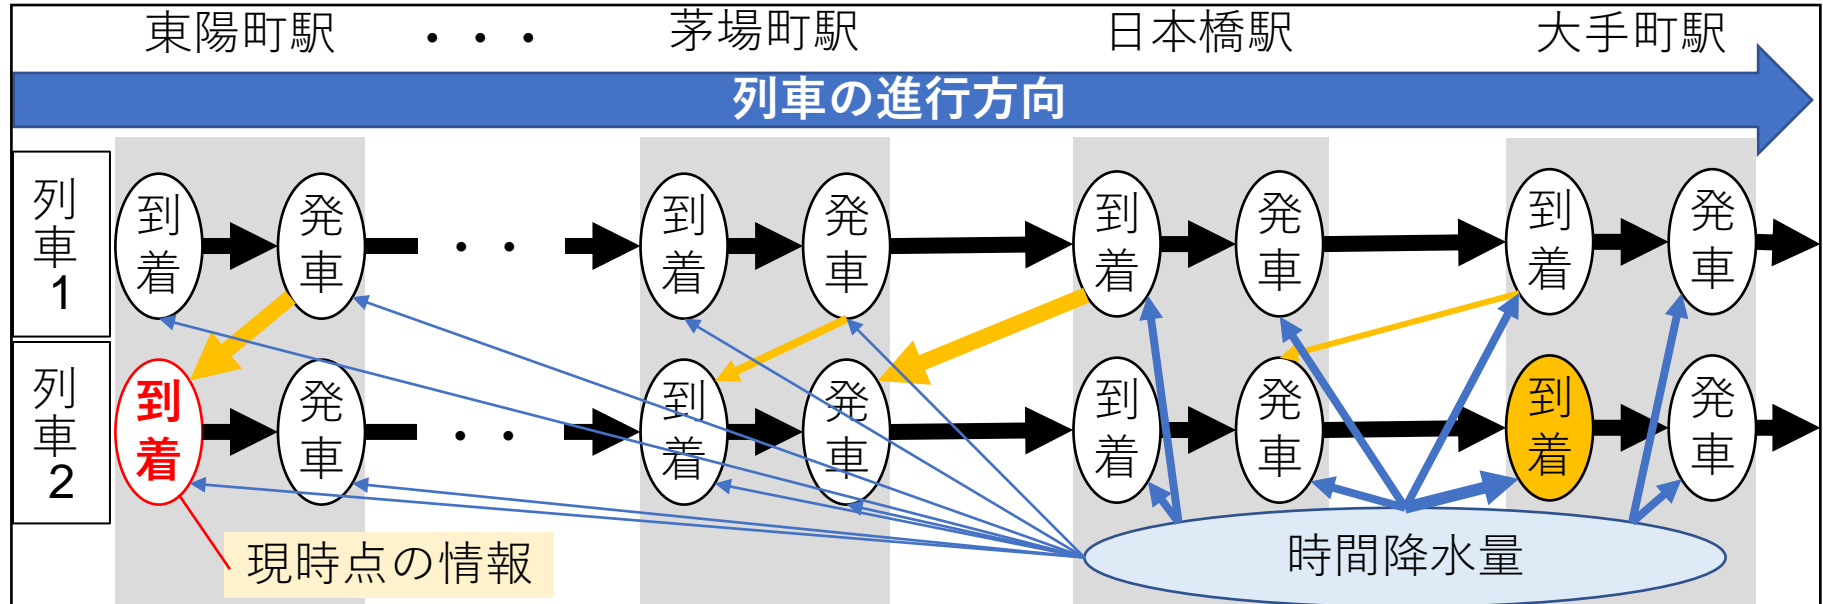 東陽町駅 ・・・ 茅場町駅 日本橋駅 大手町駅
列車の進行方向
列車1
到着 発車 ・・ 到着 発車 到着 発車 到着 発車
列車2
到着 発車 ・・ 到着 発車 到着 発車 到着 発車
現時点の情報
時間降水量